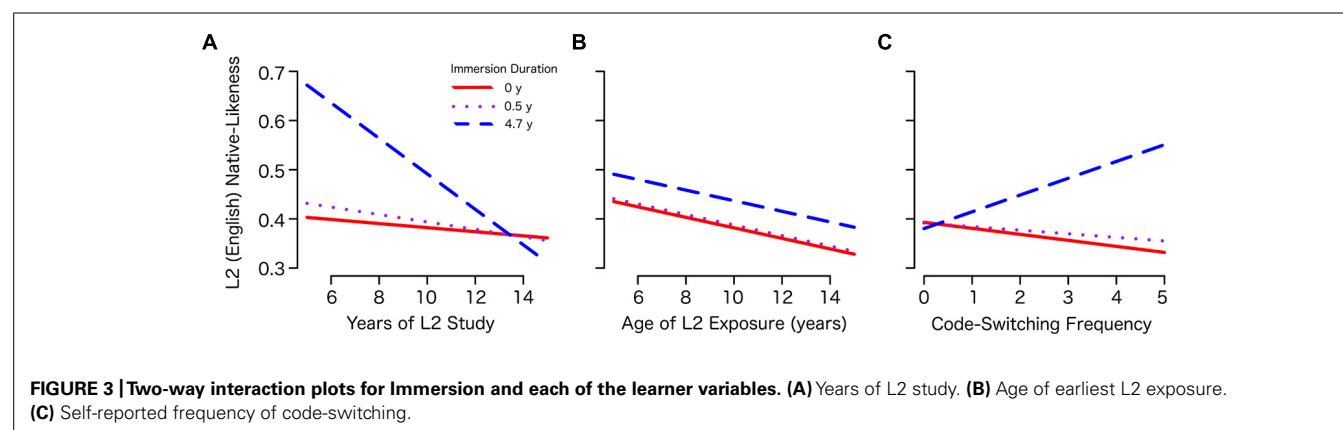 A
B
C
L2 (English) Native-Likeness
0.7
0.6
0.5
0.4
0.3
Immersion Duration
0 y
0.5 y
4.7 y
6 8 10 12 14
6 8 10 12 14
0 1 2 3 4 5
Years of L2 Study
Age of L2 Exposure (years)
Code-Switching Frequency
FIGURE 3 | Two-way interaction plots for Immersion and each of the learner variables. (A) Years of L2 study. (B) Age of earliest L2 exposure.
(C) Self-reported frequency of code-switching.